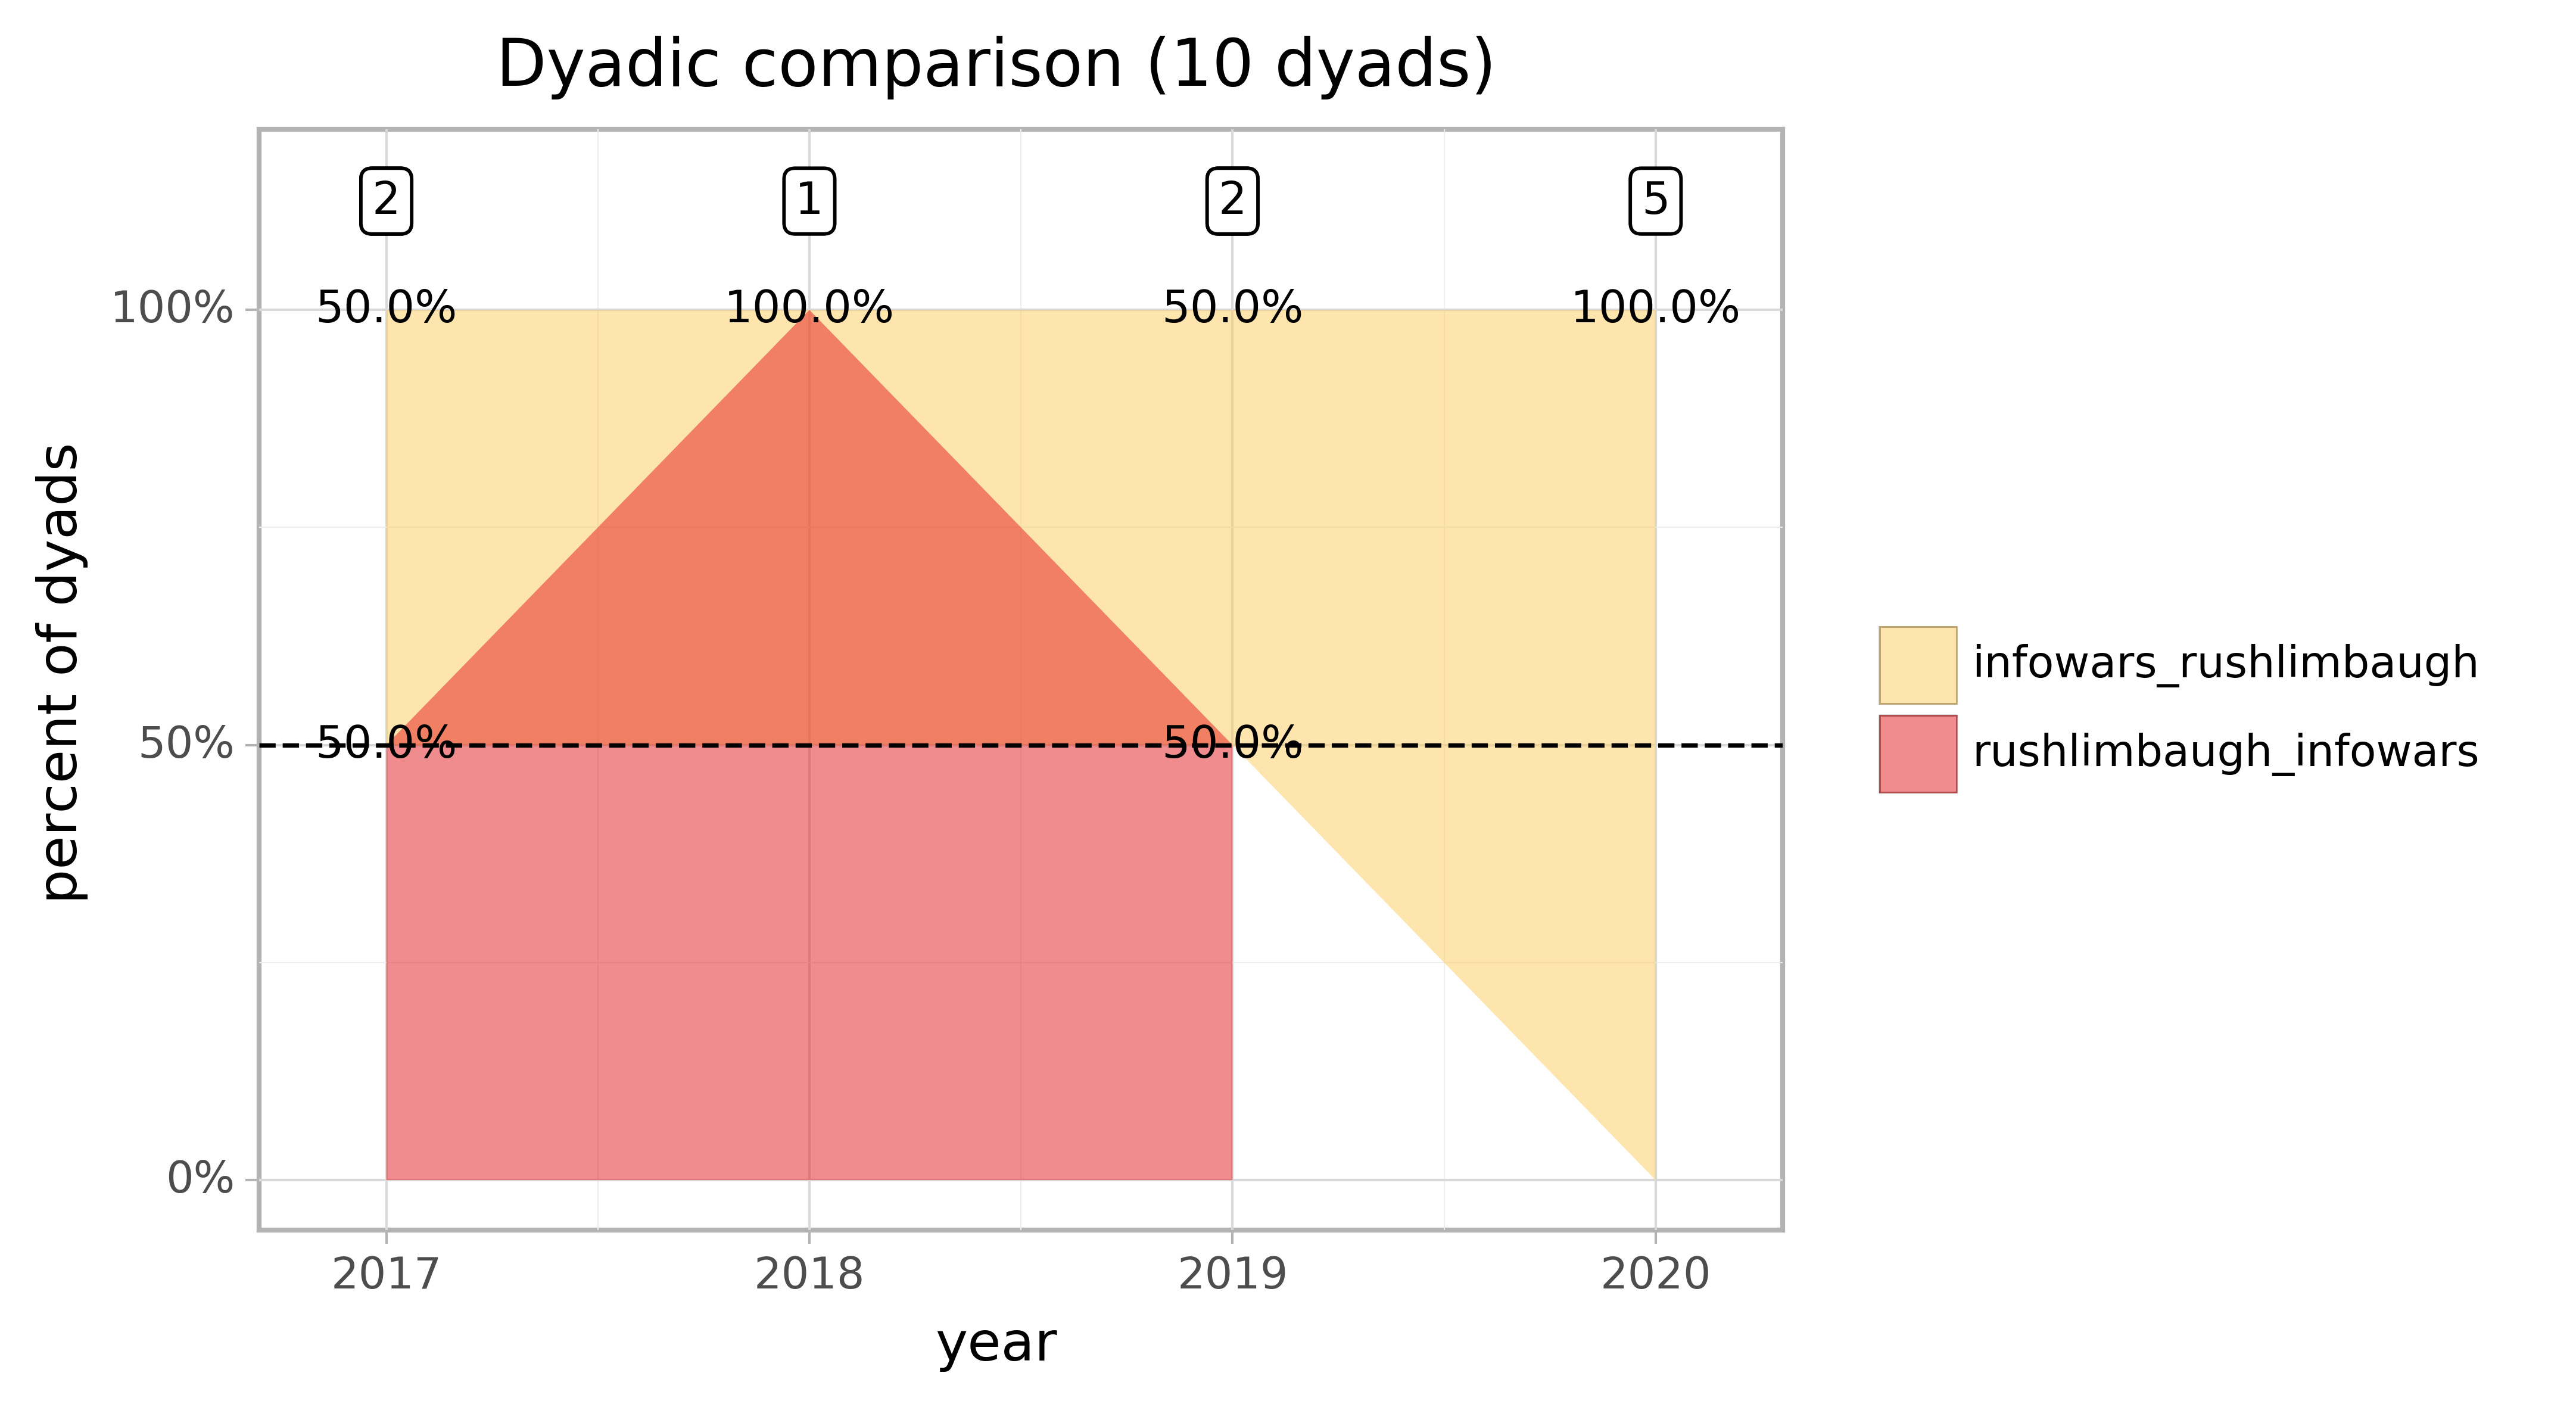 Dyadic comparison (10 dyads)
2 1 2 5
100% 50.0% 100.0% 50.0% 100.0%
percent of dyads
infowars_rushlimbaugh
50% 50.0% 50.0%
rushlimbaugh_infowars
0%
2017 2018 2019 2020
year